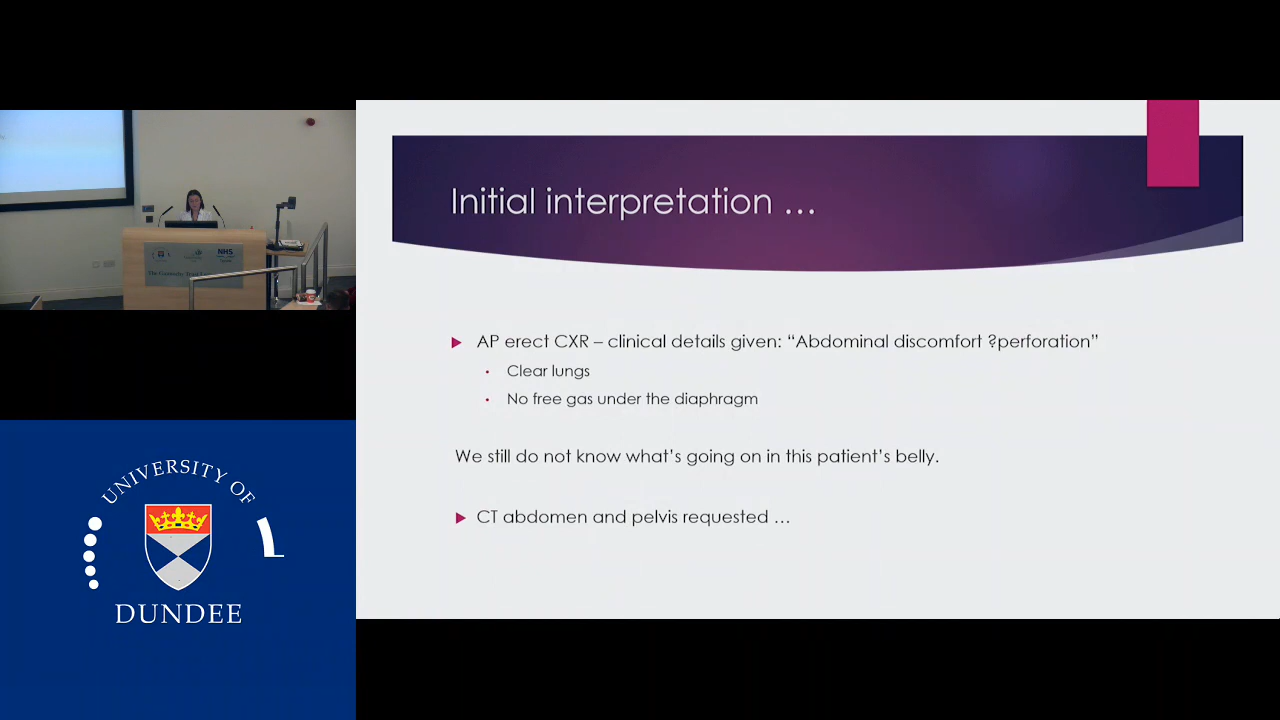 Initial interpretation …
AP erect CXR – clinical details given: “Abdominal discomfort ?perforation”
Clear lungs
No free gas under the diaphragm
We still do not know what’s going on in this patient’s belly.
CT abdomen and pelvis requested …
NHS
UNIVERSITY OF
DUNDEE